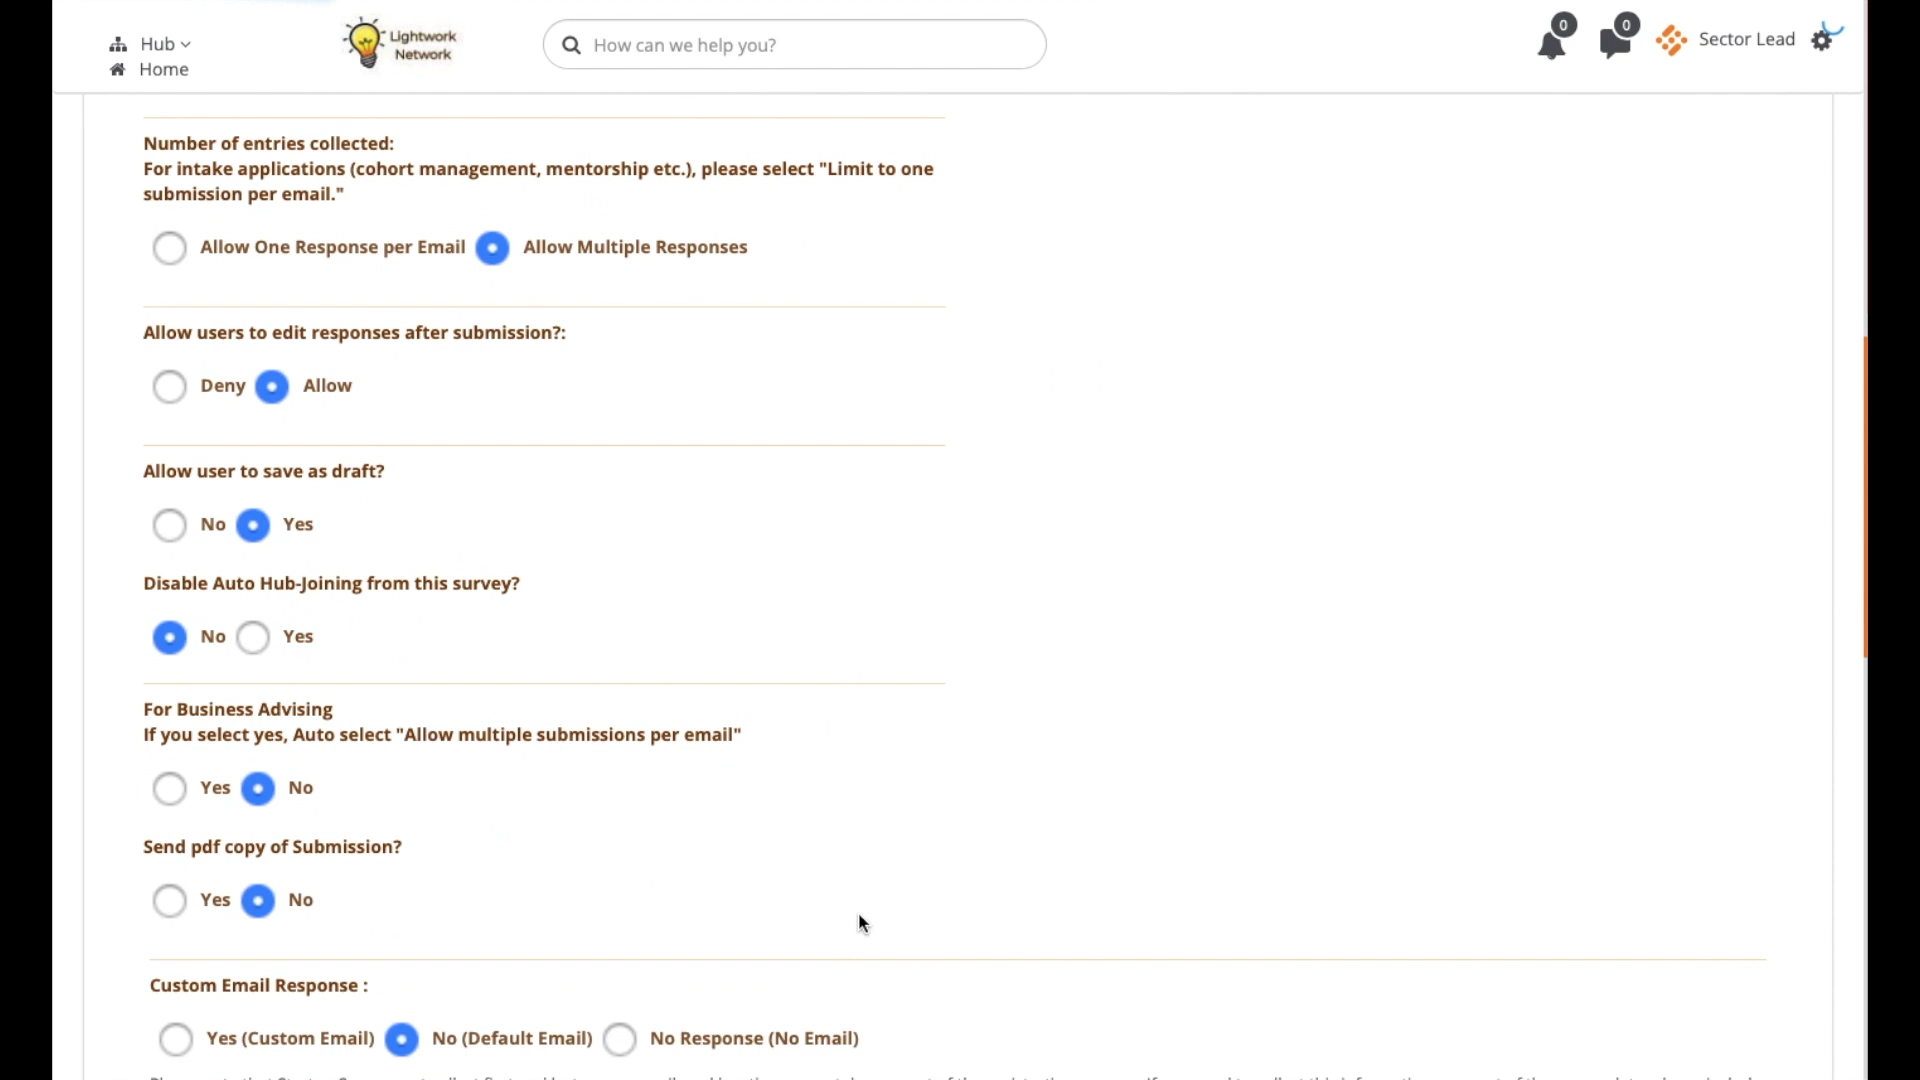 Hub
Home
Lightwork
Network
How can we help you?
0
0
Sector Lead
Number of entries collected:
For intake applications (cohort management, mentorship etc.), please select "Limit to one
submission per email."
Allow One Response per Email
Allow Multiple Responses
Allow users to edit responses after submission?:
Deny
Allow
Allow user to save as draft?
No
Yes
Disable Auto Hub-Joining from this survey?
No
Yes
For Business Advising
If you select yes, Auto select "Allow multiple submissions per email"
Yes
No
Send pdf copy of Submission?
Yes
No
Custom Email Response :
Yes (Custom Email)
No (Default Email)
No Response (No Email)